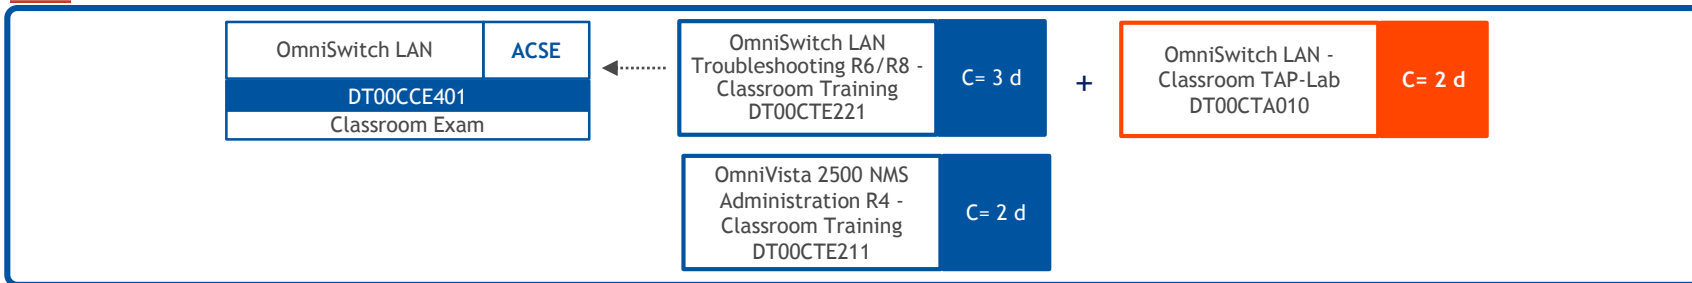 OmniSwitch LAN
ACSE
DT00CCE401
Classroom Exam
OmniSwitch LAN
Troubleshooting R6/R8 -
Classroom Training
DT00CTE221
C= 3 d
+
OmniSwitch LAN -
Classroom TAP-Lab
DT00CTA010
C= 2 d
OmniVista 2500 NMS
Administration R4 -
Classroom Training
DT00CTE211
C= 2 d